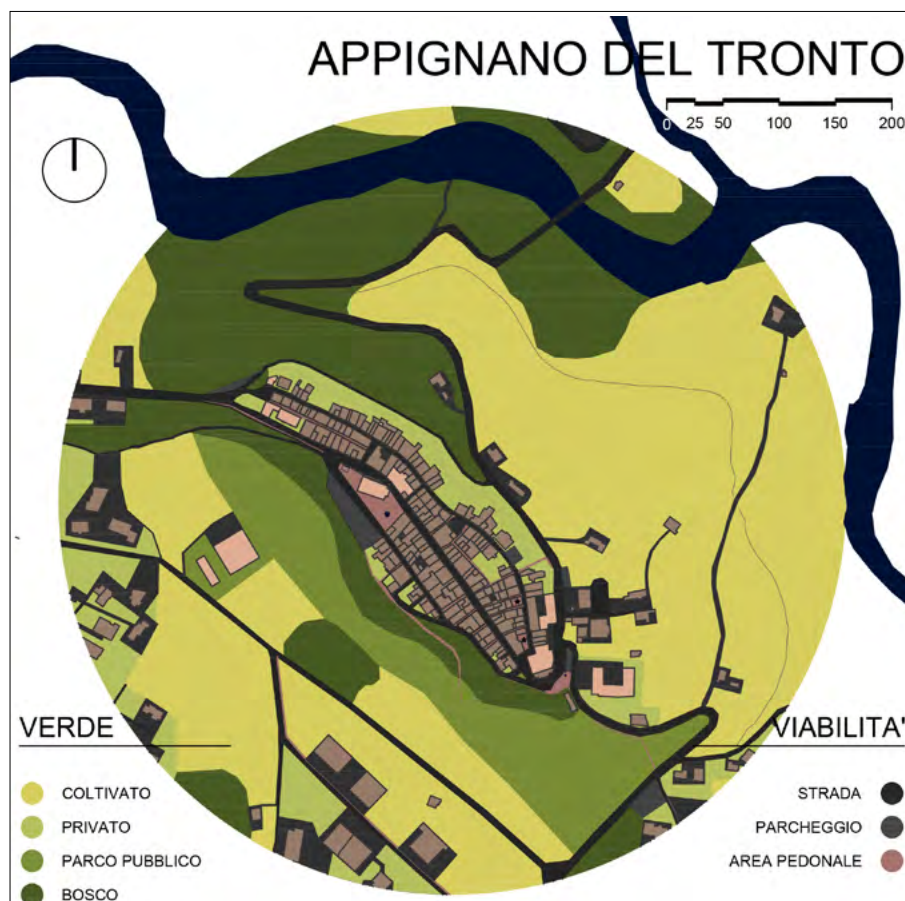 APPIGNANO DEL TRONTO
0 25 50 100 150 200
VERDE
COLTIVATO
PRIVATO
PARCO PUBBLICO
BOSCO
VIABILITA'
STRADA
PARCHEGGIO
AREA PEDONALE